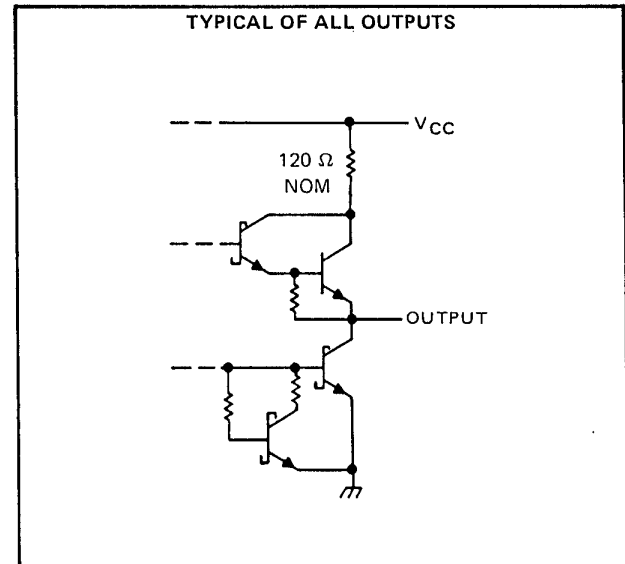 TYPICAL OF ALL OUTPUTS
VCC
120 Ω
NOM
OUTPUT